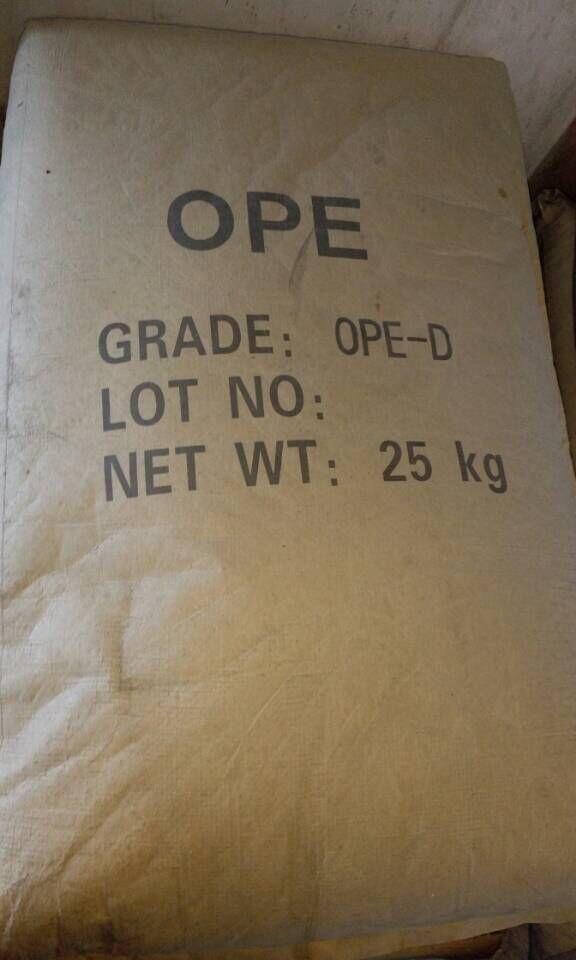 OPE
GRADE: OPE-D
LOT NO:
NET WT: 25 kg